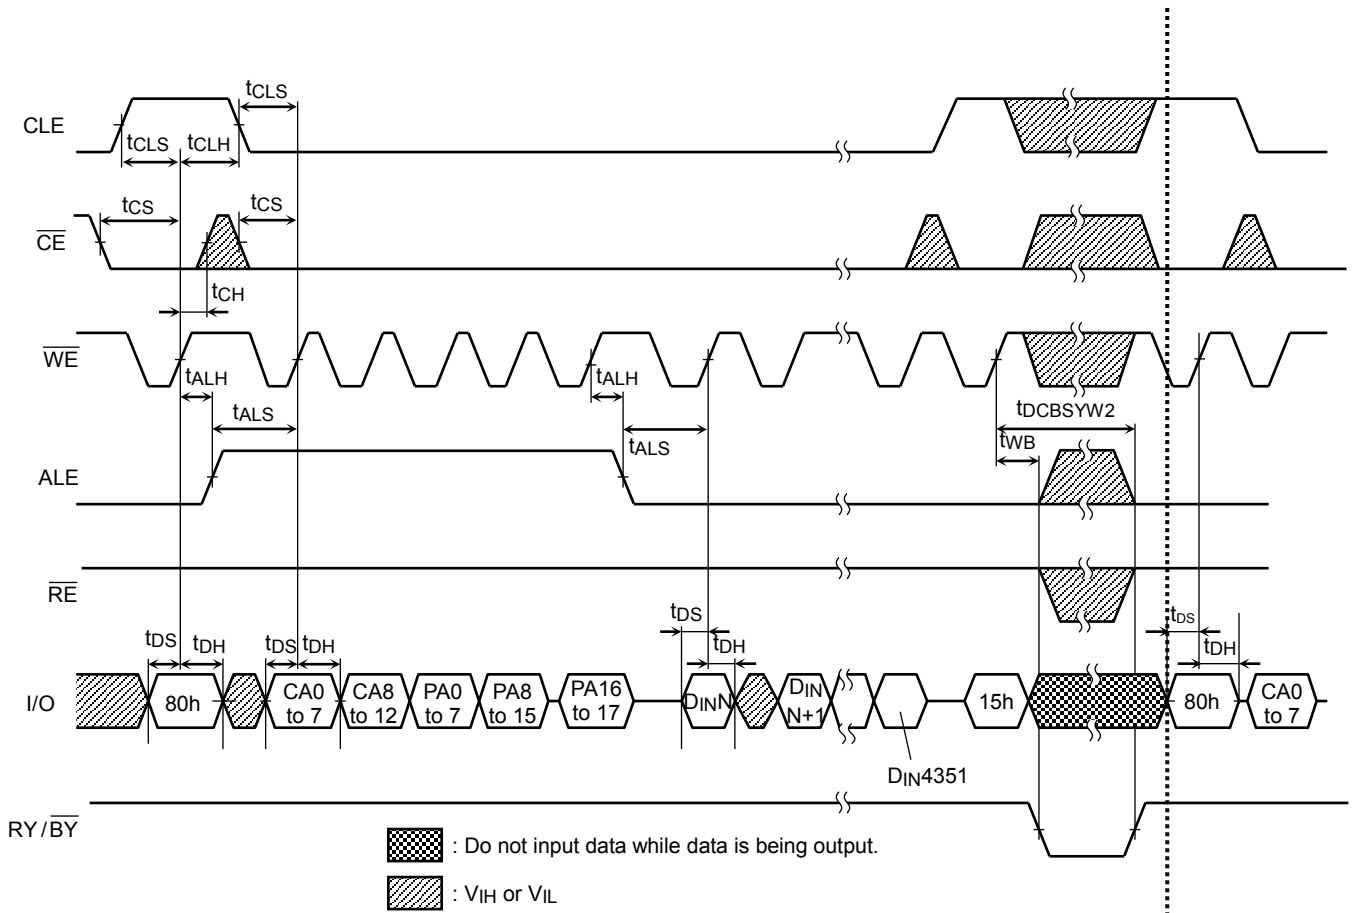 tCLS
CLE
tCLS
tCLH
tCS
tCS
CE
tCH
WE
tALH
tALH
tALS
tDCBSYW2
tALS
tWB
ALE
RE
tDS
tDS
tDS
tDH
tDS
tDH
tDH
tDH
I/O
80h
CA0 to 7
CA8 to 12
PA0 to 7
PA8 to 15
PA16 to 17
DINN
DIN N+1
15h
80h
CA0 to 7
DIN4351
RY/BY
: Do not input data while data is being output.
: VIH or VIL